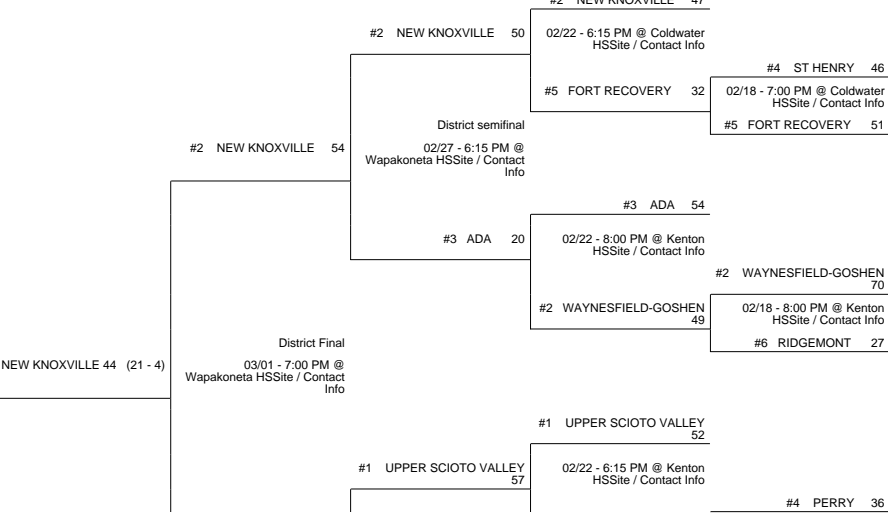 #2 NEW KNOXVILLE 47
#2 NEW KNOXVILLE 50
02/22 - 6:15 PM @ Coldwater
HSSite / Contact Info
#4 ST HENRY 46
#5 FORT RECOVERY 32
02/18 - 7:00 PM @ Coldwater
HSSite / Contact Info
District semifinal
#5 FORT RECOVERY 51
#2 NEW KNOXVILLE 54
02/27 - 6:15 PM @
Wapakoneta HSSite / Contact
Info
#3 ADA 54
#3 ADA 20
02/22 - 8:00 PM @ Kenton
HSSite / Contact Info
#2 WAYNESFIELD-GOSHEN
70
#2 WAYNESFIELD-GOSHEN
49
02/18 - 8:00 PM @ Kenton
HSSite / Contact Info
District Final
#6 RIDGEMONT 27
NEW KNOXVILLE 44 (21 - 4)
03/01 - 7:00 PM @
Wapakoneta HSSite / Contact
Info
#1 UPPER SCIOTO VALLEY
52
#1 UPPER SCIOTO VALLEY
57
02/22 - 6:15 PM @ Kenton
HSSite / Contact Info
#4 PERRY 36